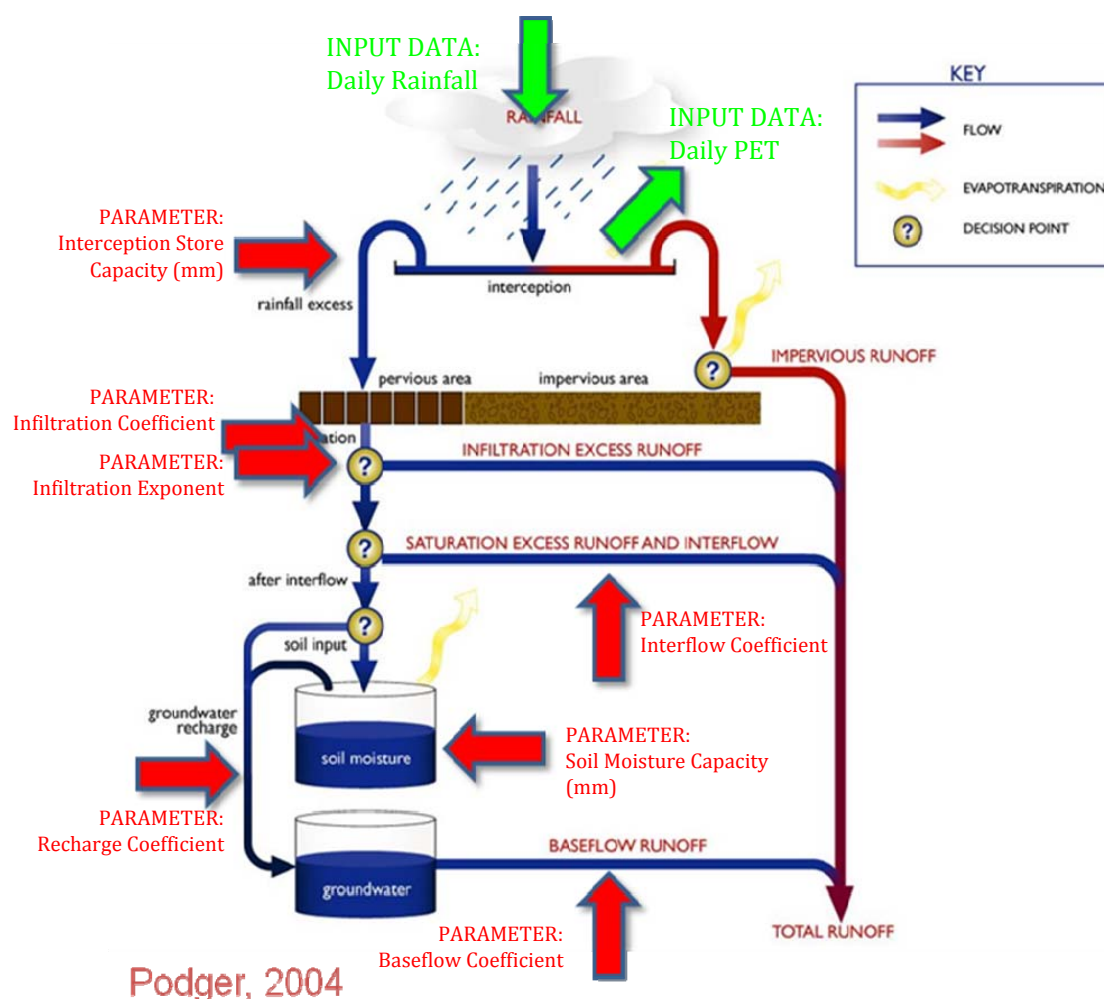 INPUT DATA:
Daily Rainfall
RAINFALL
INPUT DATA:
Daily PET
KEY
FLOW
EVAPOTRANSPIRATION
?
DECISION POINT
PARAMETER:
Interception Store
Capacity (mm)
interception
rainfall excess
?
IMPERVIOUS RUNOFF
pervious area
impervious area
PARAMETER:
Infiltration Coefficient
PARAMETER:
Infiltration Exponent
?
INFILTRATION EXCESS RUNOFF
?
SATURATION EXCESS RUNOFF AND INTERFLOW
after interflow
?
soil input
PARAMETER:
Interflow Coefficient
groundwater
recharge
soil moisture
PARAMETER:
Soil Moisture Capacity
(mm)
PARAMETER:
Recharge Coefficient
BASEFLOW RUNOFF
groundwater
PARAMETER:
Baseflow Coefficient
TOTAL RUNOFF
Podger, 2004